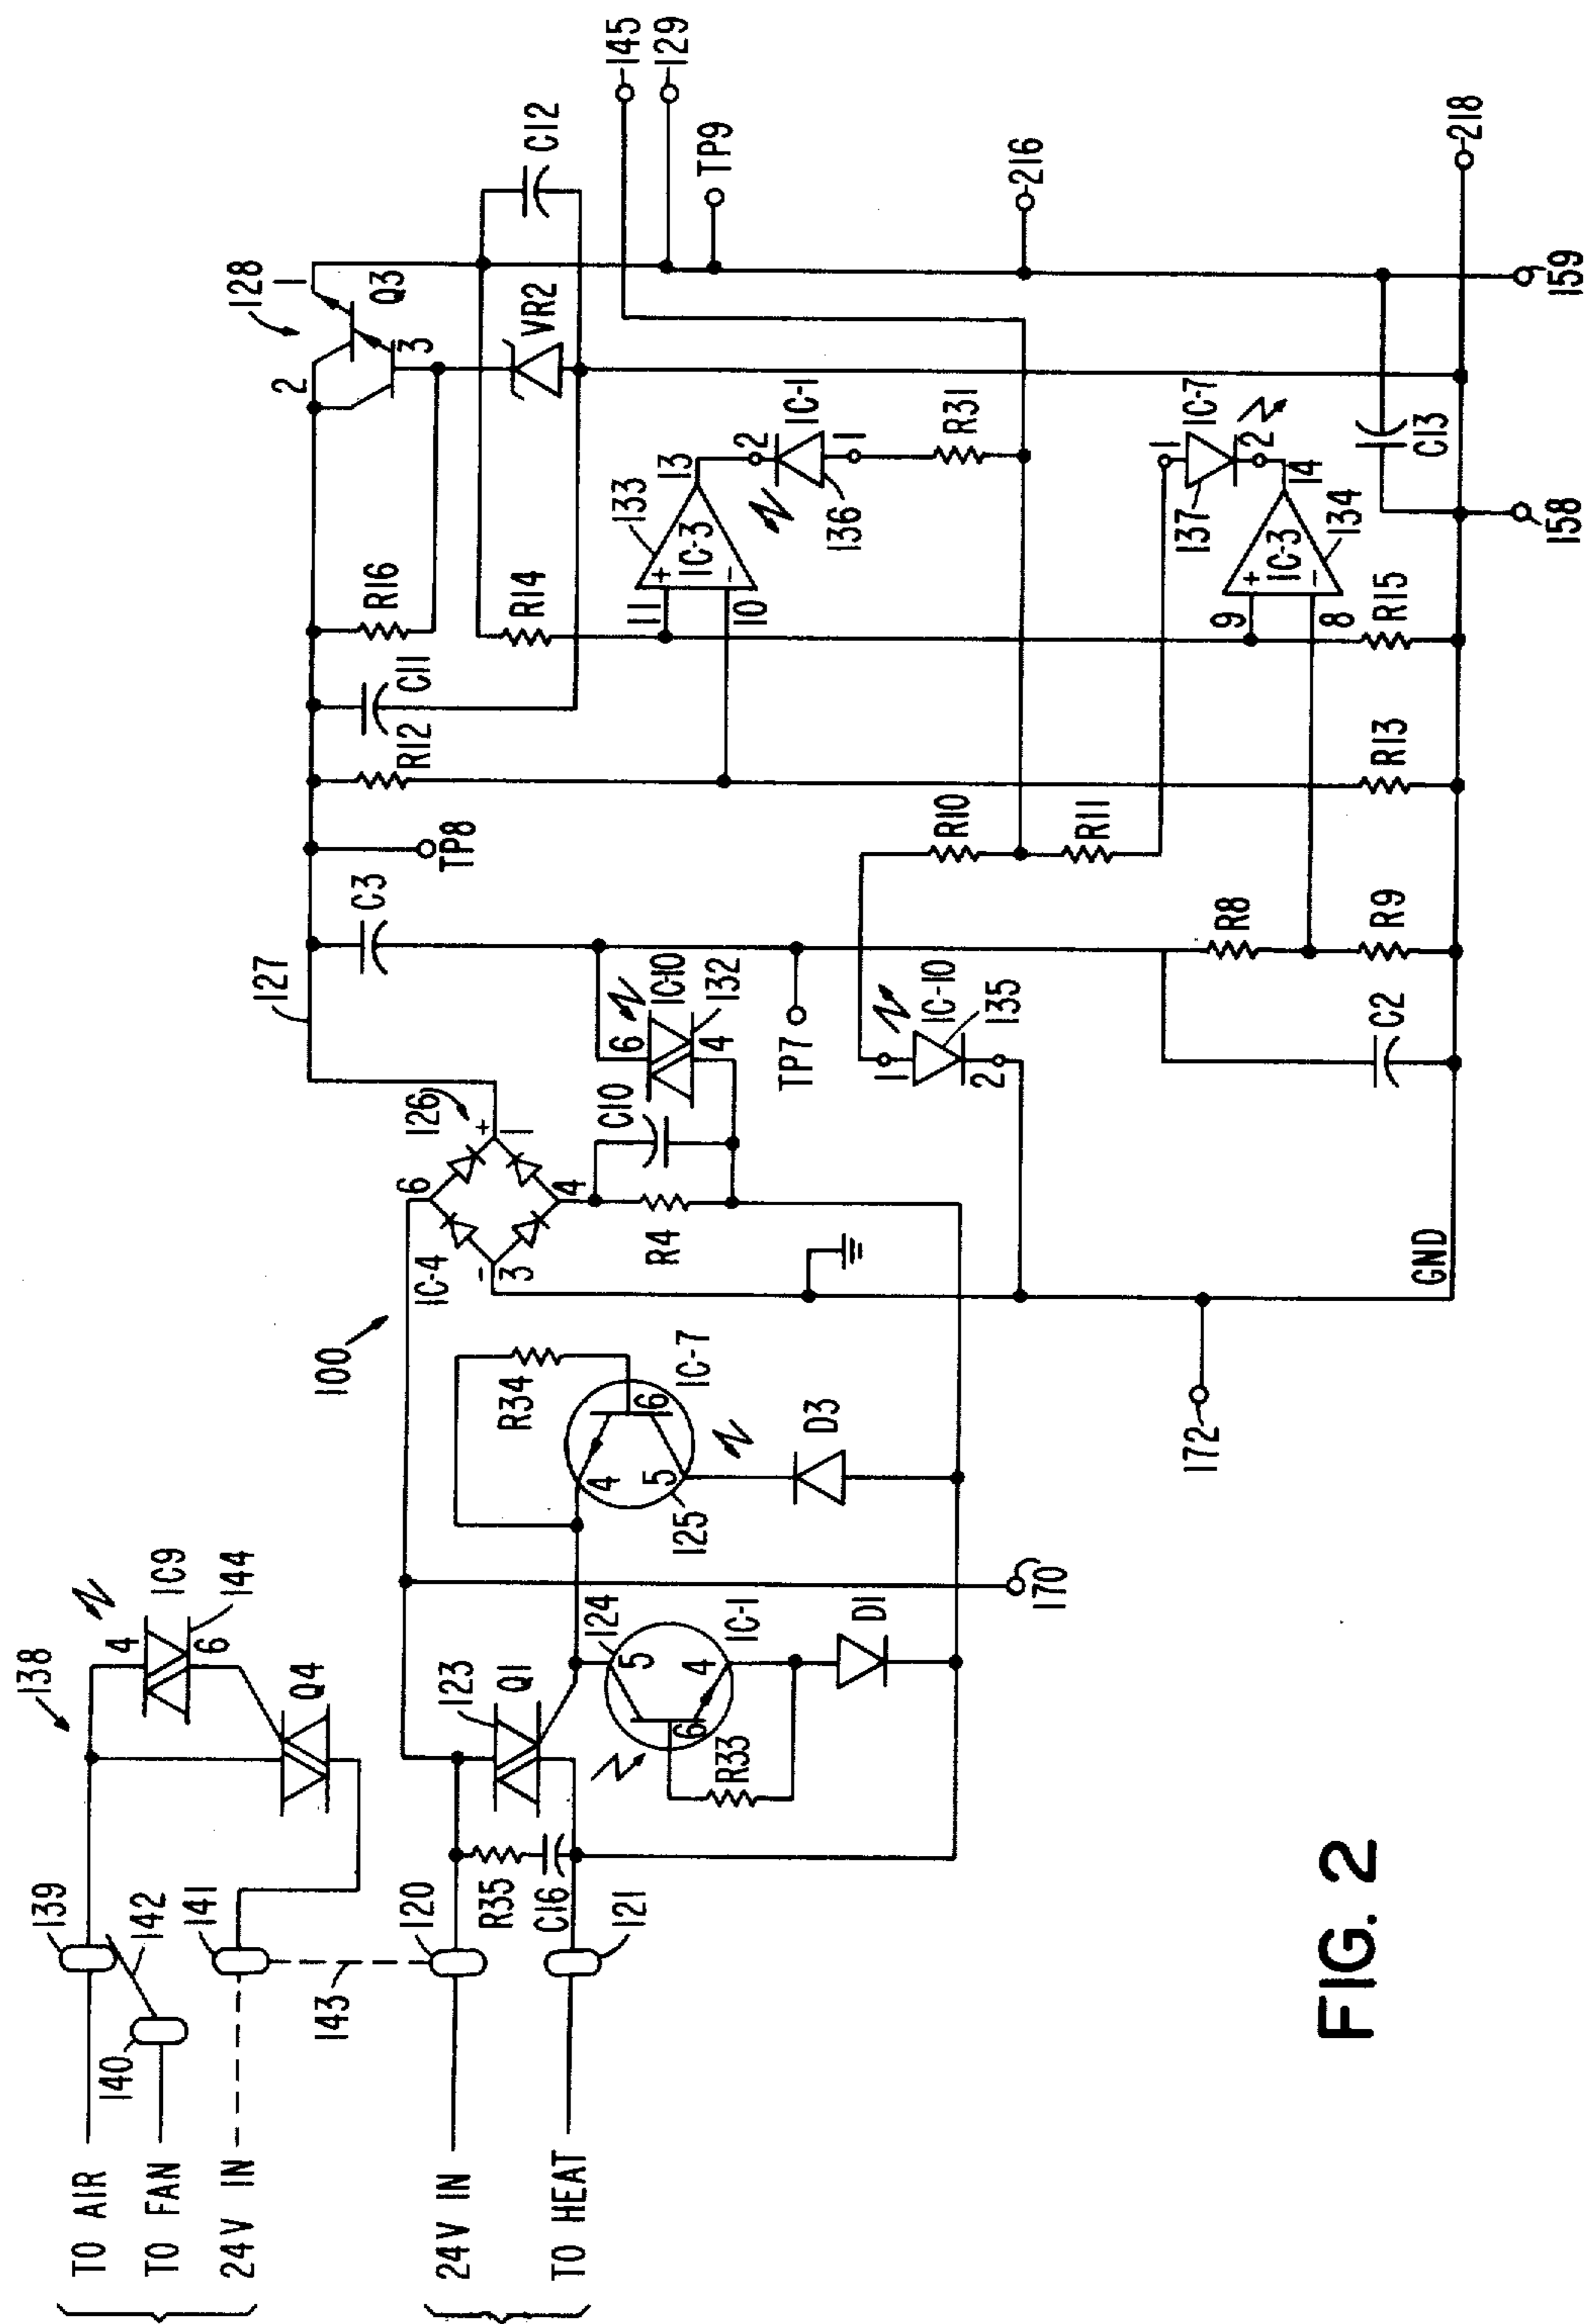 145
129
C12
TP9
216
218
128
1
Q3
2
3
VR2
IC-1
2
1
R31
136
13
133
IC-3
+
−
11
10
IC-7
1
2
137
14
134
IC-3
+
−
9
8
C13
159
158
R16
R14
R15
C11
R12
R13
TP8
R10
R11
C3
127
R8
R9
IC-10
132
6
4
TP7
IC-10
135
1
2
C2
126
C10
+
1
6
4
IC-4
−
3
R4
GND
100
172
R34
IC-7
6
4
5
125
D3
170
138
IC9
144
4
6
Q4
123
Q1
124
5
4
6
IC-1
R33
D1
139
142
140
141
143
120
R35
C16
121
TO AIR
TO FAN
24V IN
24V IN
TO HEAT
FIG. 2